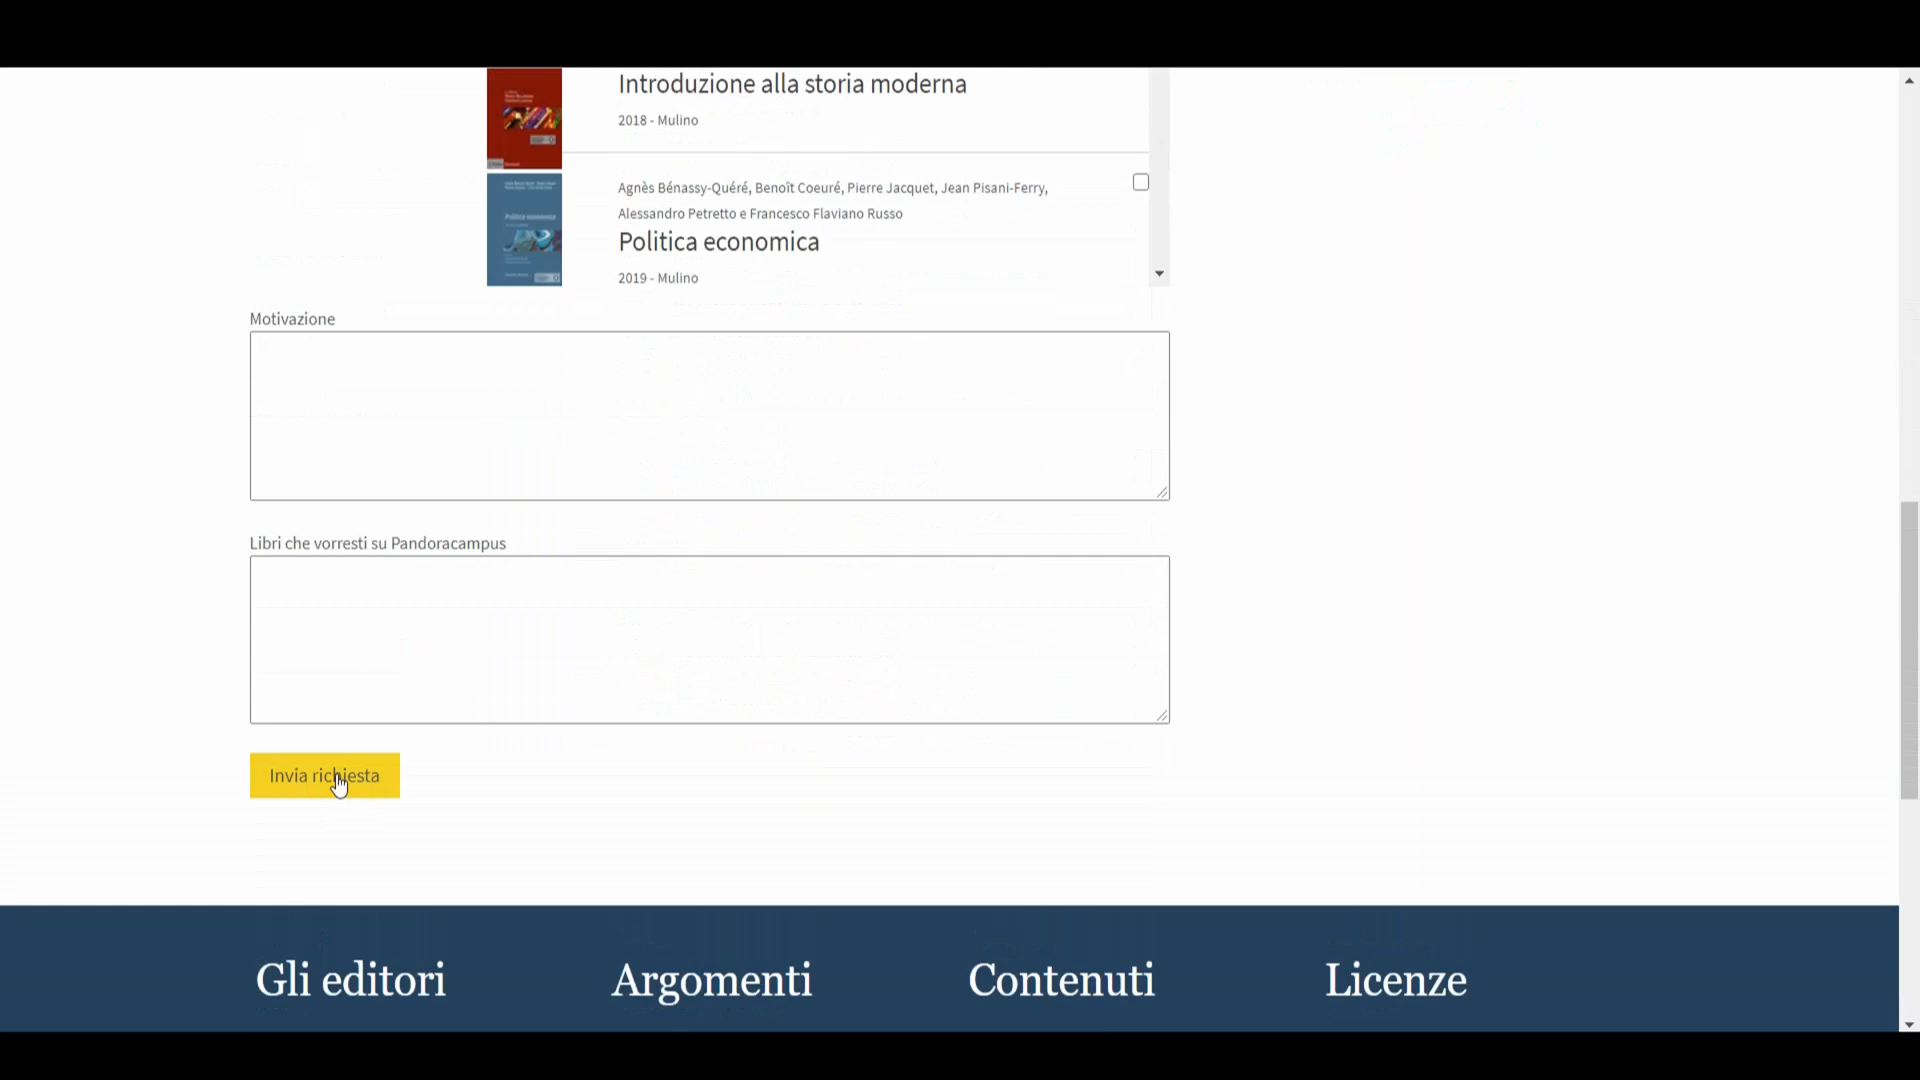 Introduzione alla storia moderna
2018 - Mulino
Agnès Bénassy-Quéré, Benoît Coeuré, Pierre Jacquet, Jean Pisani-Ferry,
Alessandro Petretto e Francesco Flaviano Russo
Politica economica
2019 - Mulino
Politica economica
Motivazione
Libri che vorresti su Pandoracampus
Invia richiesta
Gli editori
Argomenti
Contenuti
Licenze